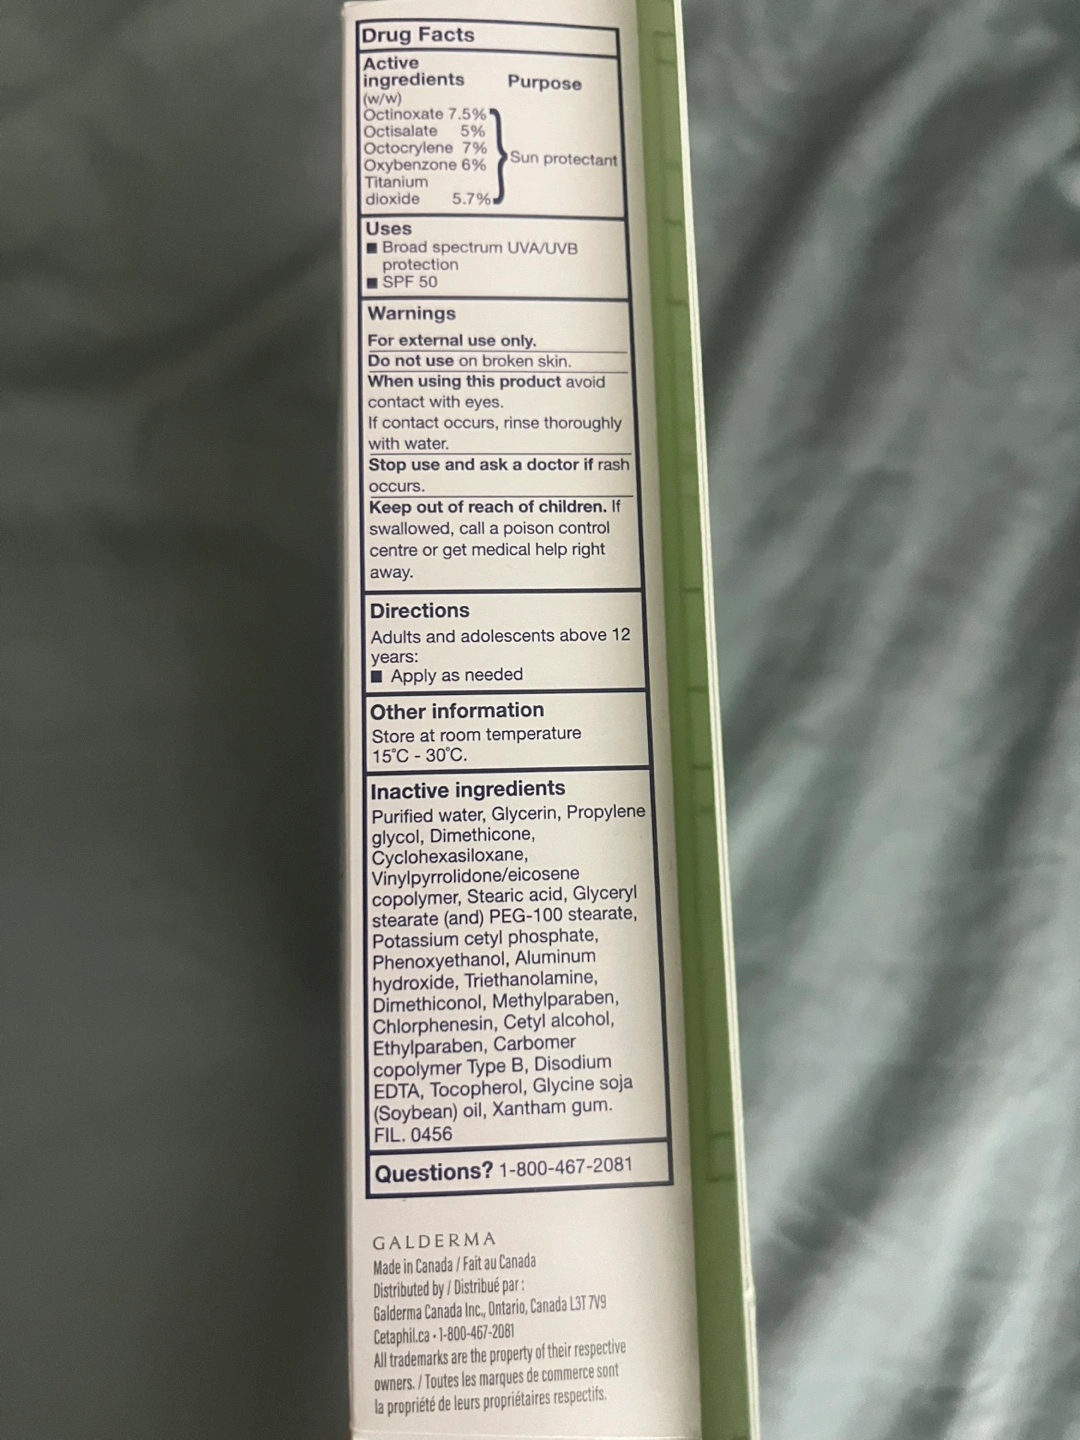 Drug Facts
Active
ingredients Purpose
(w/w)
Octinoxate 7.5%
Octisalate 5%
Octocrylene 7%
Oxybenzone 6% Sun protectant
Titanium
dioxide 5.7%
Uses
■ Broad spectrum UVA/UVB
protection
■ SPF 50
Warnings
For external use only.
Do not use on broken skin.
When using this product avoid
contact with eyes.
If contact occurs, rinse thoroughly
with water.
Stop use and ask a doctor if rash
occurs.
Keep out of reach of children. If
swallowed, call a poison control
centre or get medical help right
away.
Directions
Adults and adolescents above 12
years:
■ Apply as needed
Other information
Store at room temperature
15°C - 30°C.
Inactive ingredients
Purified water, Glycerin, Propylene
glycol, Dimethicone,
Cyclohexasiloxane,
Vinylpyrrolidone/eicosene
copolymer, Stearic acid, Glyceryl
stearate (and) PEG-100 stearate,
Potassium cetyl phosphate,
Phenoxyethanol, Aluminum
hydroxide, Triethanolamine,
Dimethiconol, Methylparaben,
Chlorphenesin, Cetyl alcohol,
Ethylparaben, Carbomer
copolymer Type B, Disodium
EDTA, Tocopherol, Glycine soja
(Soybean) oil, Xantham gum.
FIL. 0456
Questions? 1-800-467-2081
GALDERMA
Made in Canada / Fait au Canada
Distributed by / Distribué par :
Galderma Canada Inc., Ontario, Canada L3T 7V9
Cetaphil.ca • 1-800-467-2081
All trademarks are the property of their respective
owners. / Toutes les marques de commerce sont
la propriété de leurs propriétaires respectifs.